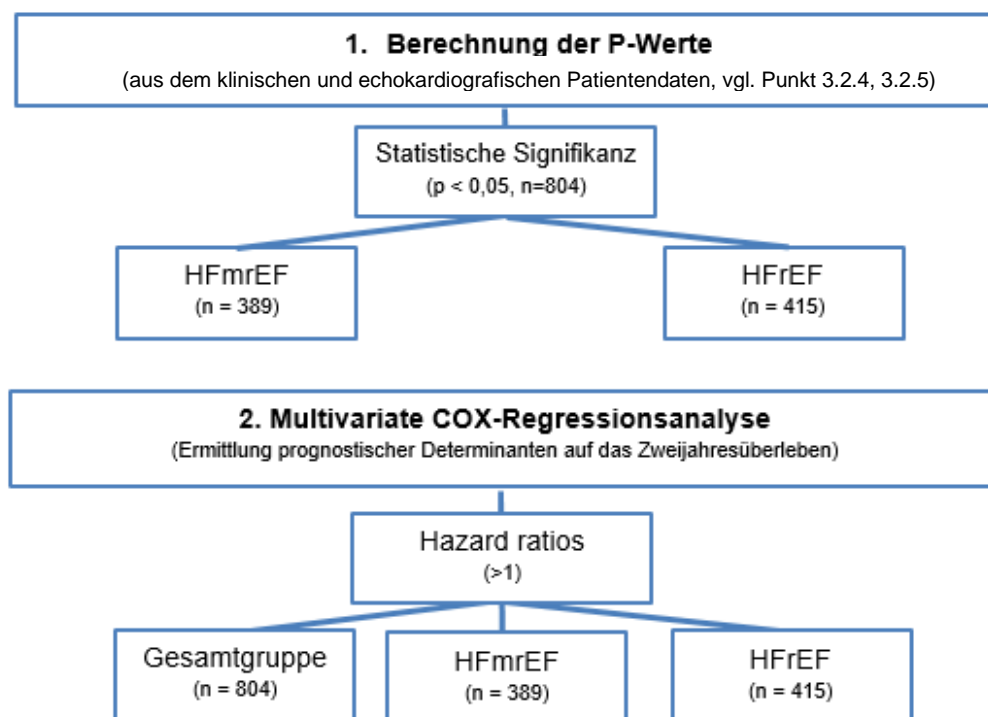 1. Berechnung der P-Werte
(aus dem klinischen und echokardiografischen Patientendaten, vgl. Punkt 3.2.4, 3.2.5)
Statistische Signifikanz
(p < 0,05, n=804)
HFmrEF
(n = 389)
HFrEF
(n = 415)
2. Multivariate COX-Regressionsanalyse
(Ermittlung prognostischer Determinanten auf das Zweijahresüberleben)
Hazard ratios
(>1)
Gesamtgruppe
(n = 804)
HFmrEF
(n = 389)
HFrEF
(n = 415)